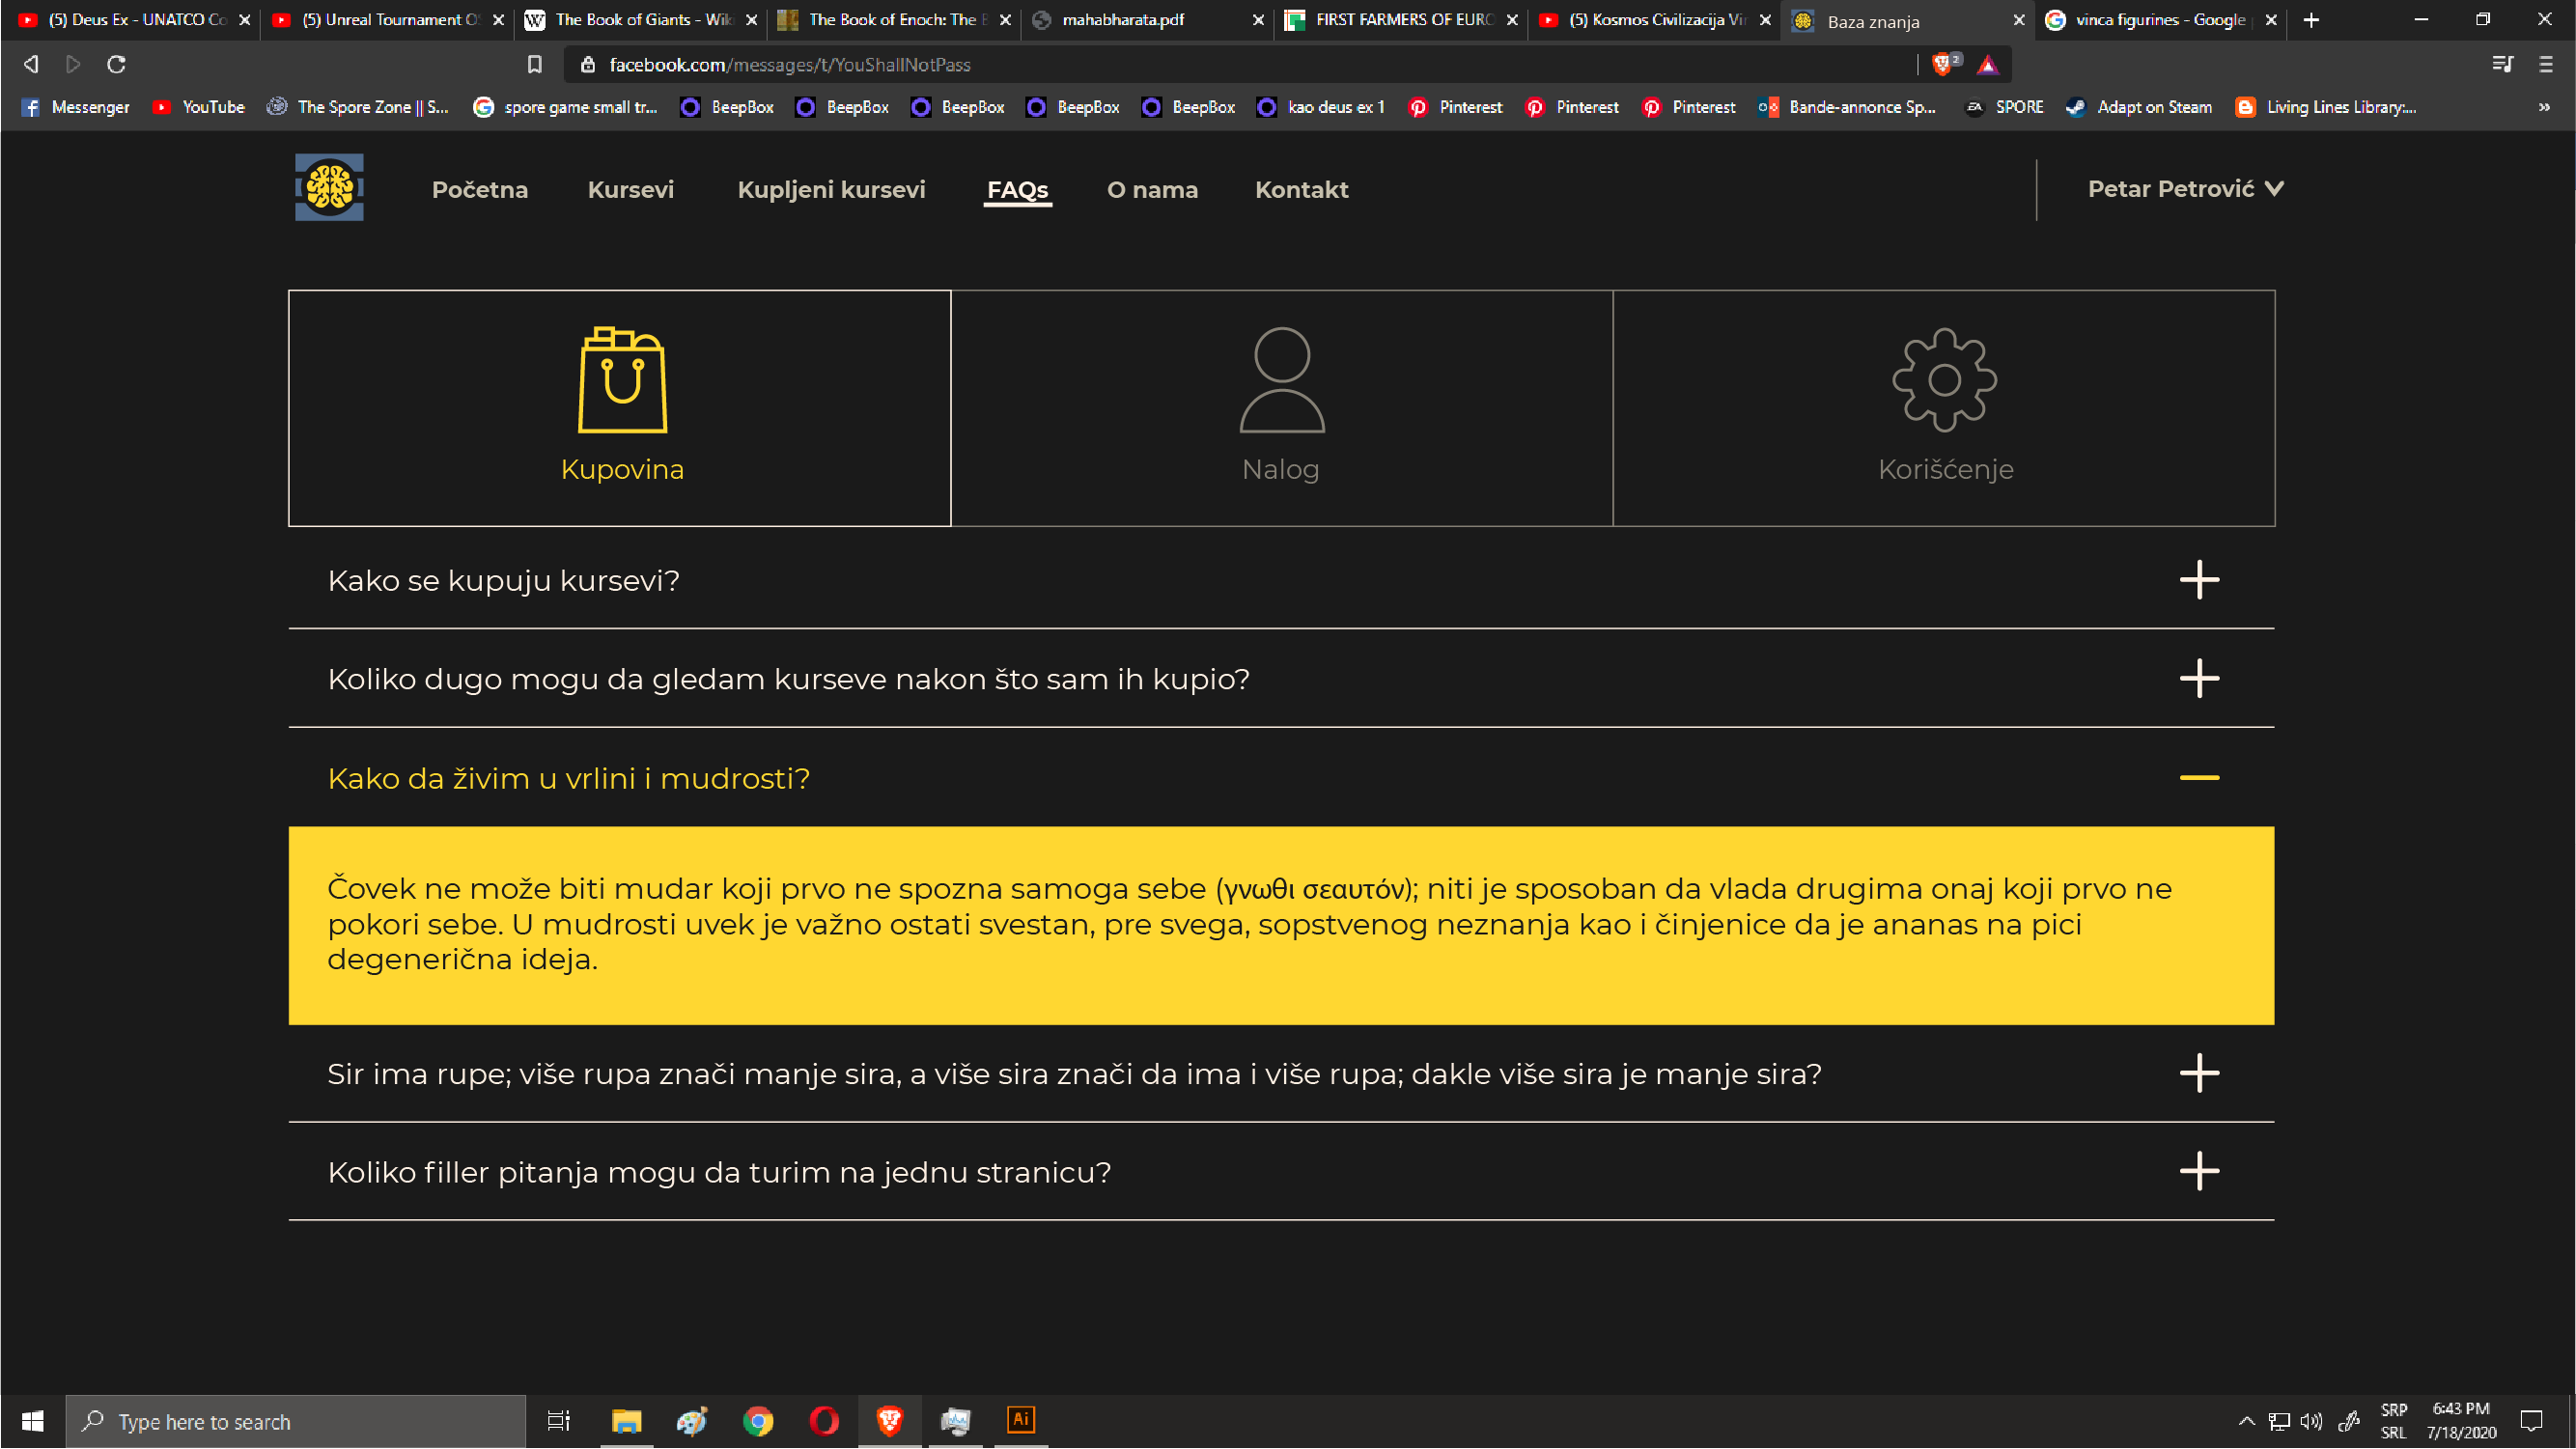 (5) Deus Ex - UNATCO Co
(5) Unreal Tournament OS
The Book of Giants - Wiki
The Book of Enoch: The B
mahabharata.pdf
FIRST FARMERS OF EURO
(5) Kosmos Civilizacija Vin
Baza znanja
vinca figurines - Google
facebook.com/messages/t/YouShallNotPass
2
Messenger
YouTube
The Spore Zone || S...
spore game small tr...
BeepBox
BeepBox
BeepBox
BeepBox
BeepBox
kao deus ex 1
Pinterest
Pinterest
Pinterest
Bande-annonce Sp...
SPORE
Adapt on Steam
Living Lines Library:...
»
Početna
Kursevi
Kupljeni kursevi
FAQs
O nama
Kontakt
Petar Petrović
Kupovina
Nalog
Korišćenje
Kako se kupuju kursevi?
Koliko dugo mogu da gledam kurseve nakon što sam ih kupio?
Kako da živim u vrlini i mudrosti?
Čovek ne može biti mudar koji prvo ne spozna samoga sebe (γνωθι σεαυτόν); niti je sposoban da vlada drugima onaj koji prvo ne
pokori sebe. U mudrosti uvek je važno ostati svestan, pre svega, sopstvenog neznanja kao i činjenice da je ananas na pici
degenerična ideja.
Sir ima rupe; više rupa znači manje sira, a više sira znači da ima i više rupa; dakle više sira je manje sira?
Koliko filler pitanja mogu da turim na jednu stranicu?
Type here to search
Ai
SRP
SRL
6:43 PM
7/18/2020